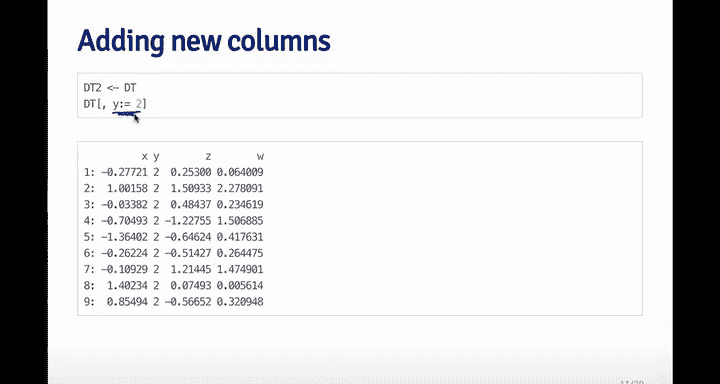 Adding new columns
DT2 <- DT
DT[, y:= 2]
x y z w
1: -0.27721 2 0.25300 0.064009
2: 1.00158 2 1.50933 2.278091
3: -0.03382 2 0.48437 0.234619
4: -0.70493 2 -1.22755 1.506885
5: -1.36402 2 -0.64624 0.417631
6: -0.26224 2 -0.51427 0.264475
7: -0.10929 2 1.21445 1.474901
8: 1.40234 2 0.07493 0.005614
9: 0.85494 2 -0.56652 0.320948